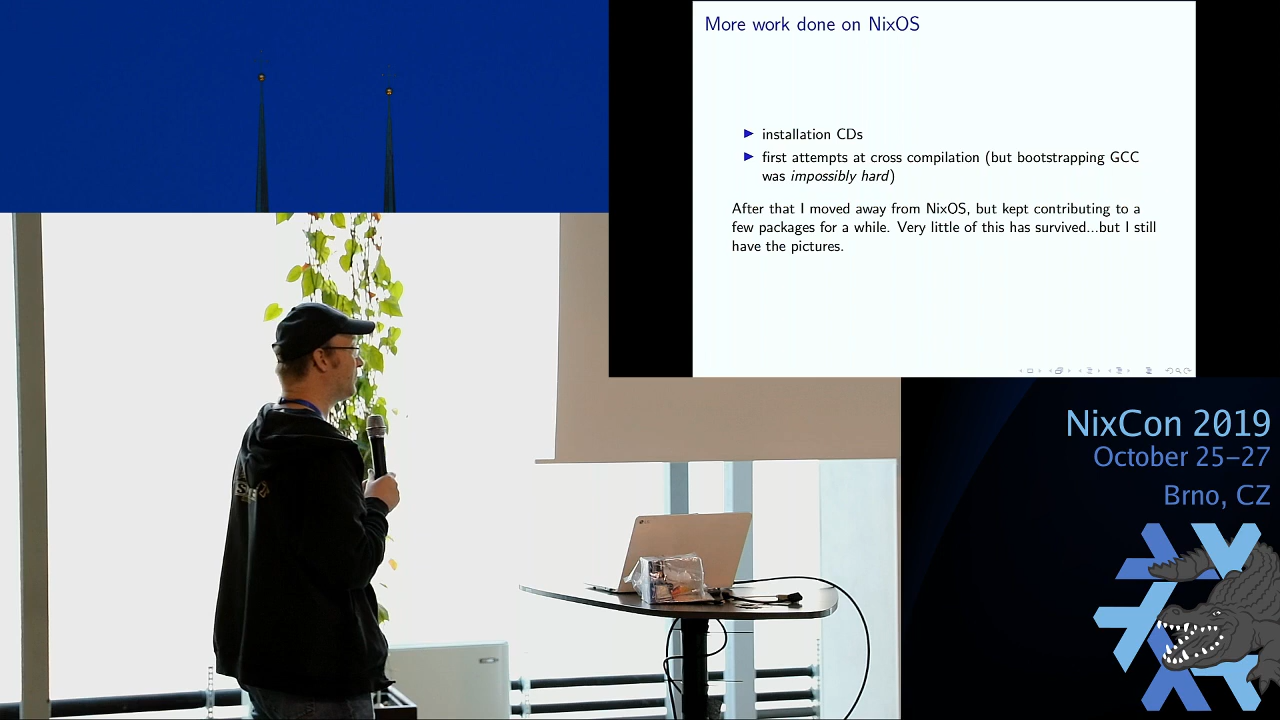 More work done on NixOS
installation CDs
first attempts at cross compilation (but bootstrapping GCC
was impossibly hard)
After that I moved away from NixOS, but kept contributing to a
few packages for a while. Very little of this has survived...but I still
have the pictures.
NixCon 2019
October 25–27
Brno, CZ